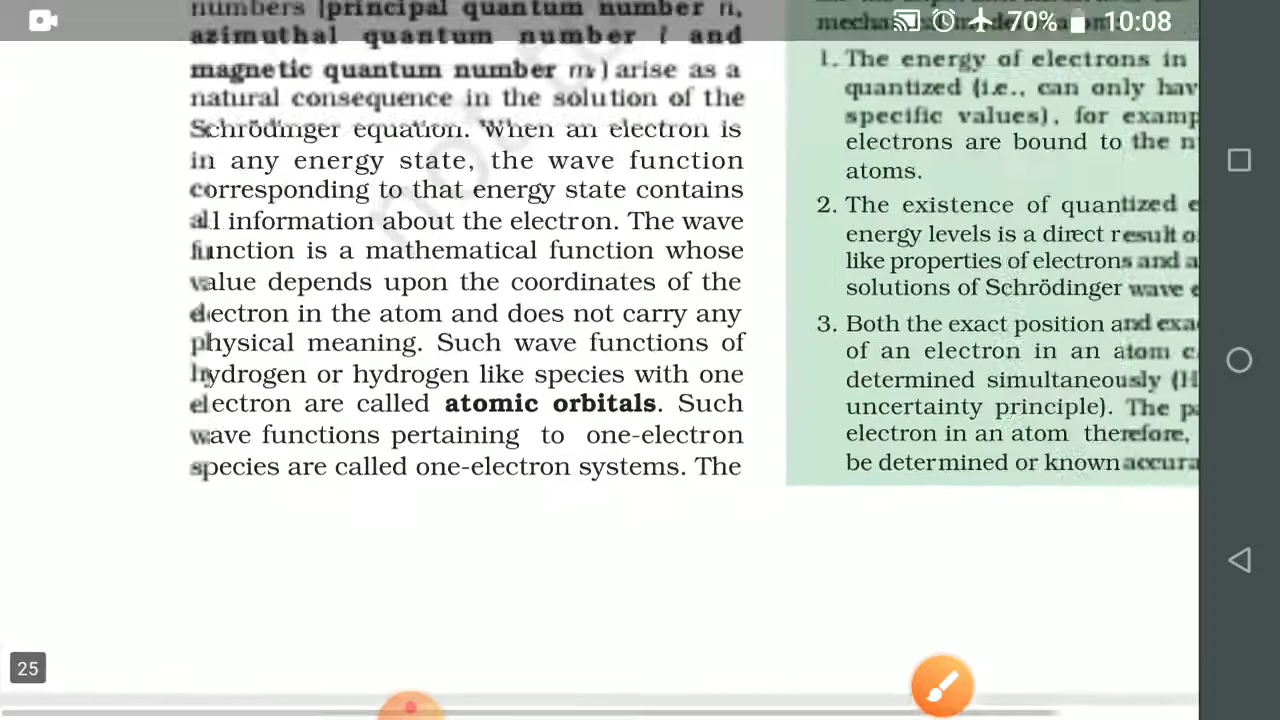 70% 10:08
numbers [principal quantum number n,
azimuthal quantum number l and
magnetic quantum number
) arise as a
natural consequence in the solution of the
Schrödinger equation. When an electron is
in any energy state, the wave function
corresponding to that energy state contains
all information about the electron. The wave
function is a mathematical function whose
value depends upon the coordinates of the
electron in the atom and does not carry any
physical meaning. Such wave functions of
hydrogen or hydrogen like species with one
electron are called atomic orbitals. Such
wave functions pertaining to one-electron
species are called one-electron systems. The
1. The energy of electrons in
quantized (i.e., can only hav
specific values), for examp
electrons are bound to the n
atoms.
2. The existence of quantized e
energy levels is a direct result o
like properties of electrons and a
solutions of Schrödinger wave e
3. Both the exact position and exa
of an electron in an atom c
determined simultaneously (H
uncertainty principle). The pa
electron in an atom therefore,
be determined or known accura
25